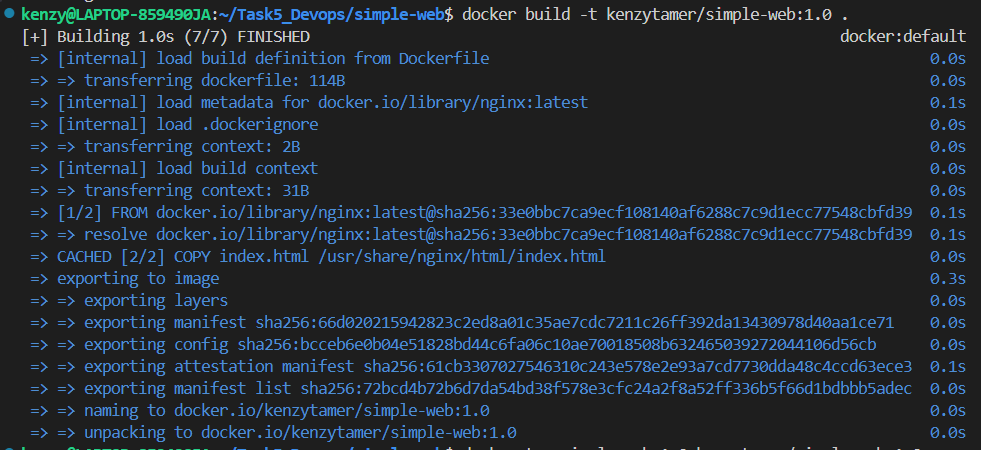 kenzy@LAPTOP-859490JA:~/Task5_Devops/simple-web$ docker build -t kenzytamer/simple-web:1.0 .
[+] Building 1.0s (7/7) FINISHED docker:default
=> [internal] load build definition from Dockerfile 0.0s
=> => transferring dockerfile: 114B 0.0s
=> [internal] load metadata for docker.io/library/nginx:latest 0.1s
=> [internal] load .dockerignore 0.0s
=> => transferring context: 2B 0.0s
=> [internal] load build context 0.0s
=> => transferring context: 31B 0.0s
=> [1/2] FROM docker.io/library/nginx:latest@sha256:33e0bbc7ca9ecf108140af6288c7c9d1ecc77548cbfd39 0.1s
=> => resolve docker.io/library/nginx:latest@sha256:33e0bbc7ca9ecf108140af6288c7c9d1ecc77548cbfd39 0.1s
=> CACHED [2/2] COPY index.html /usr/share/nginx/html/index.html 0.0s
=> exporting to image 0.3s
=> => exporting layers 0.0s
=> => exporting manifest sha256:66d020215942823c2ed8a01c35ae7cdc7211c26ff392da13430978d40aa1ce71 0.0s
=> => exporting config sha256:bcceb6e0b04e51828bd44c6fa06c10ae70018508b632465039272044106d56cb 0.0s
=> => exporting attestation manifest sha256:61cb3307027546310c243e578e2e93a7cd7730dda48c4ccd63ece3 0.1s
=> => exporting manifest list sha256:72bcd4b72b6d7da54bd38f578e3cfc24a2f8a52ff336b5f66d1bdbbb5adec 0.0s
=> => naming to docker.io/kenzytamer/simple-web:1.0 0.0s
=> => unpacking to docker.io/kenzytamer/simple-web:1.0 0.0s